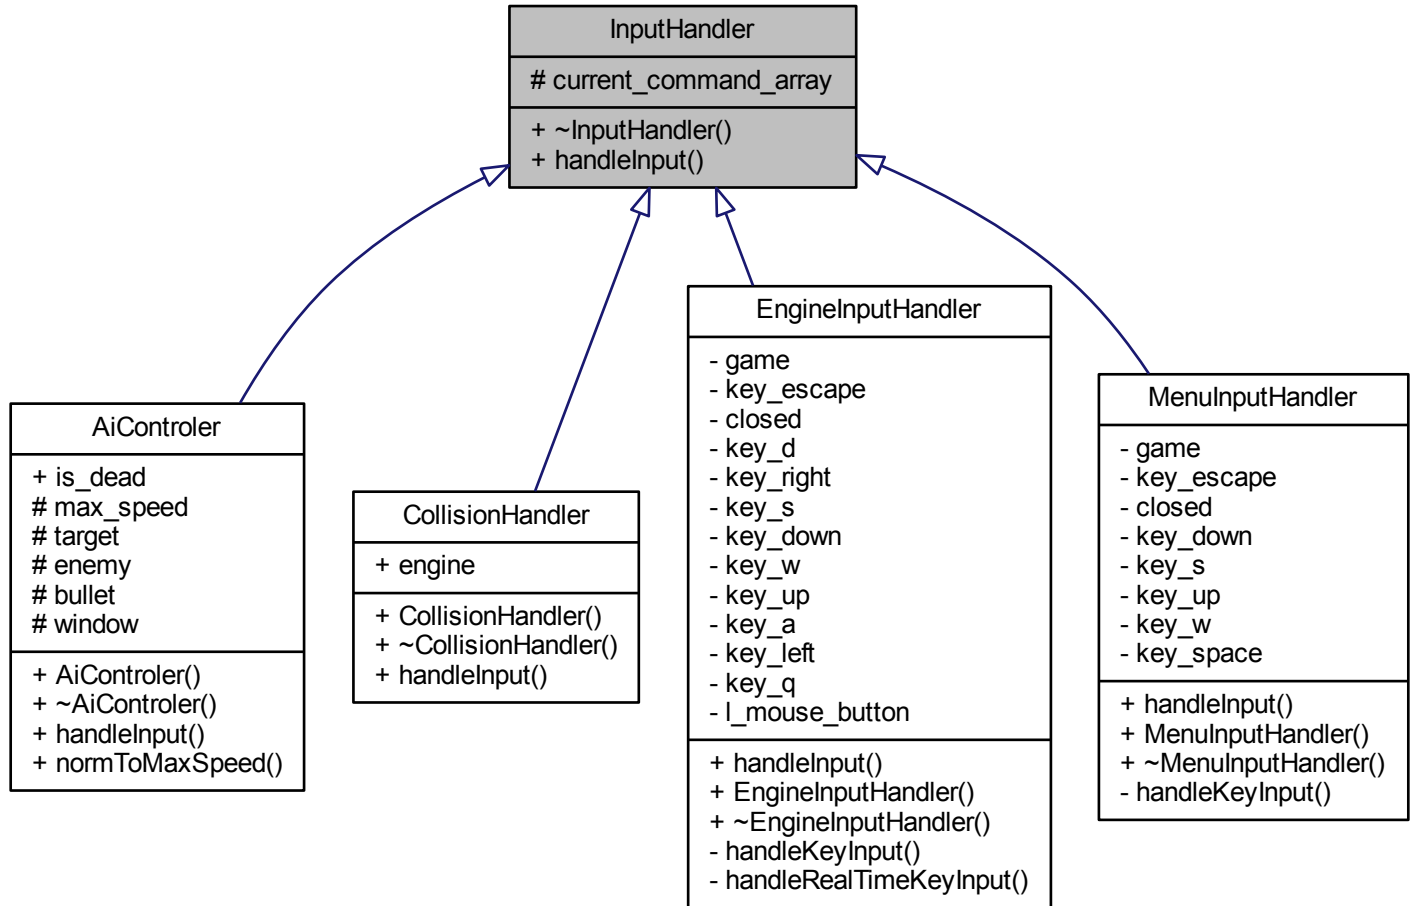 InputHandler
# current_command_array
+ ~InputHandler()
+ handleInput()
AiControler
+ is_dead
# max_speed
# target
# enemy
# bullet
# window
+ AiControler()
+ ~AiControler()
+ handleInput()
+ normToMaxSpeed()
CollisionHandler
+ engine
+ CollisionHandler()
+ ~CollisionHandler()
+ handleInput()
EngineInputHandler
- game
- key_escape
- closed
- key_d
- key_right
- key_s
- key_down
- key_w
- key_up
- key_a
- key_left
- key_q
- l_mouse_button
+ handleInput()
+ EngineInputHandler()
+ ~EngineInputHandler()
- handleKeyInput()
- handleRealTimeKeyInput()
MenuInputHandler
- game
- key_escape
- closed
- key_down
- key_s
- key_up
- key_w
- key_space
+ handleInput()
+ MenuInputHandler()
+ ~MenuInputHandler()
- handleKeyInput()